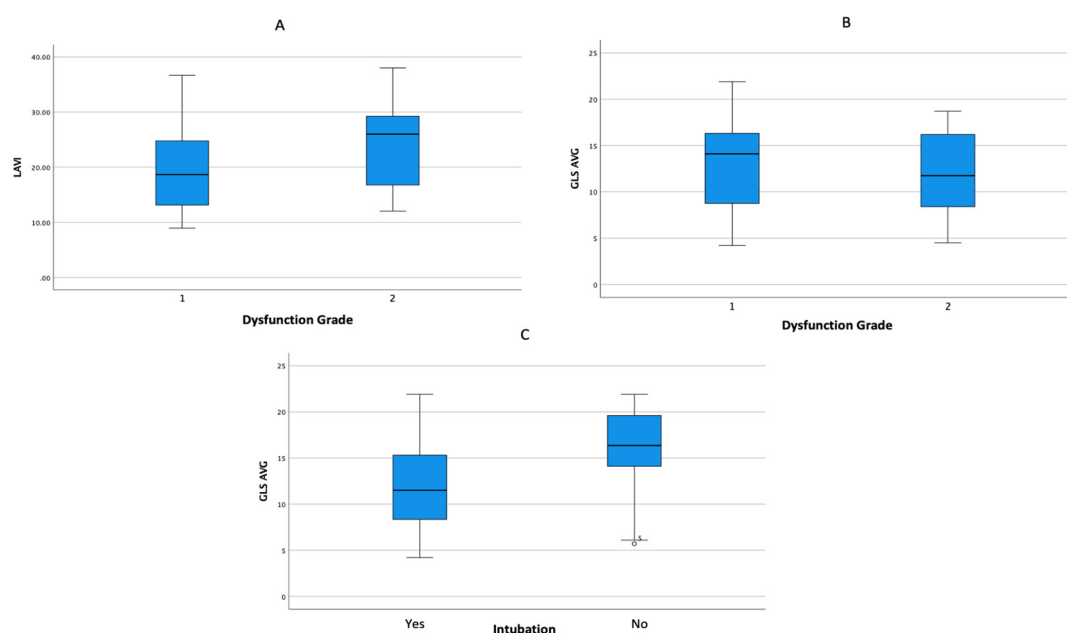 A
40.00
30.00
20.00
10.00
.00
LAVI
1 2
Dysfunction Grade
B
25
20
15
10
5
0
GLS AVG
1 2
Dysfunction Grade
C
25
20
15
10
5
0
GLS AVG
5
Yes No
Intubation